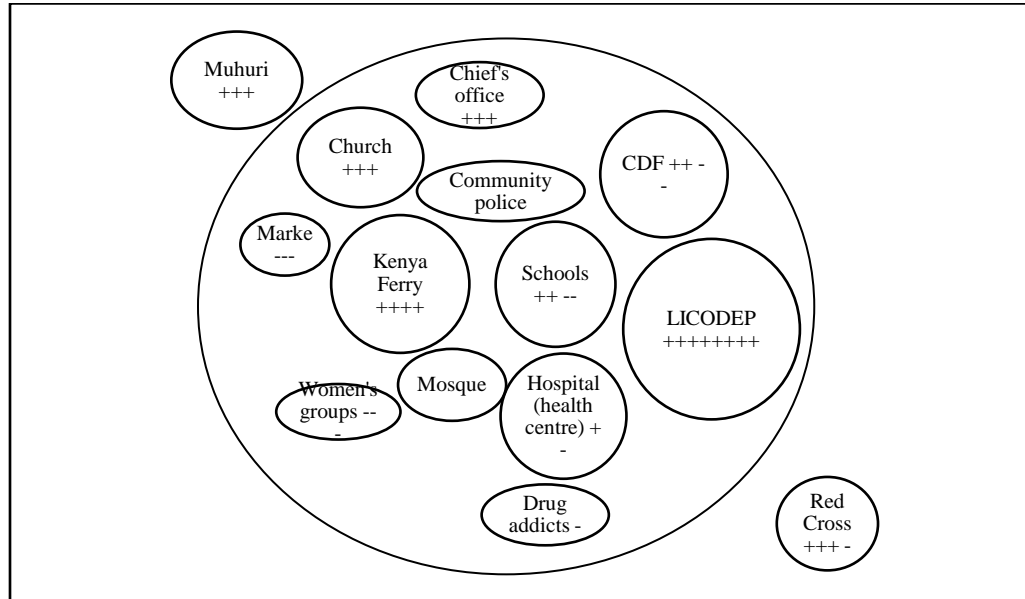 Muhuri
+++
Chief's
office
+++
Church
+++
CDF ++ -
-
Community
police
Marke
---
Kenya
Ferry
++++
Schools
++ --
LICODEP
++++++++
Women's
groups --
-
Mosque
Hospital
(health
centre) +
-
Drug
addicts -
Red
Cross
+++ -